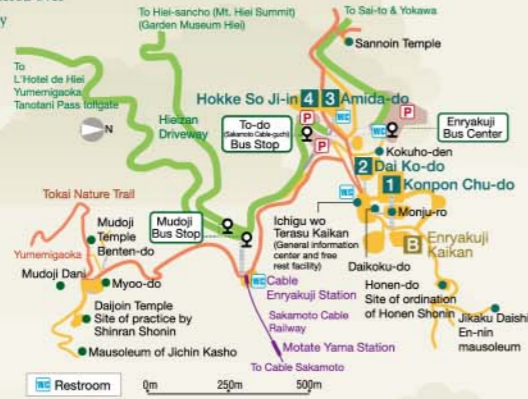 To Hiei-sancho (Mt. Hiei Summit)
(Garden Museum Hiei)
To Sai-to & Yokawa
Sannoin Temple
To
L'Hotel de Hiei
Yumemigaoka
Tanotani Pass tollgate
N
Hieizan
Driveway
Hokke So Ji-in
4
3
Amida-do
P
WC
P
To-do
(Sakamoto Cable-guchi)
Bus Stop
P
WC
Enryakuji
Bus Center
Kokuho-den
2
Dai Ko-do
1
Konpon Chu-do
WC
Tokai Nature Trail
Mudoji
Temple
Benten-do
Mudoji
Bus Stop
Ichigu wo
Terasu Kaikan
(General information
center and free
rest facility)
Monju-ro
B
Enryakuji
Kaikan
Daikoku-do
Yumemigaoka
Mudoji Dani
Myoo-do
WC
Cable
Enryakuji Station
Honen-do
Site of ordination
of Honen Shonin
Daijoin Temple
Site of practice by
Shinran Shonin
Sakamoto Cable
Railway
Jikaku Daishi
En-nin
mausoleum
Mausoleum of Jichin Kasho
Motate Yama Station
To Cable Sakamoto
WC
Restroom
0m
250m
500m